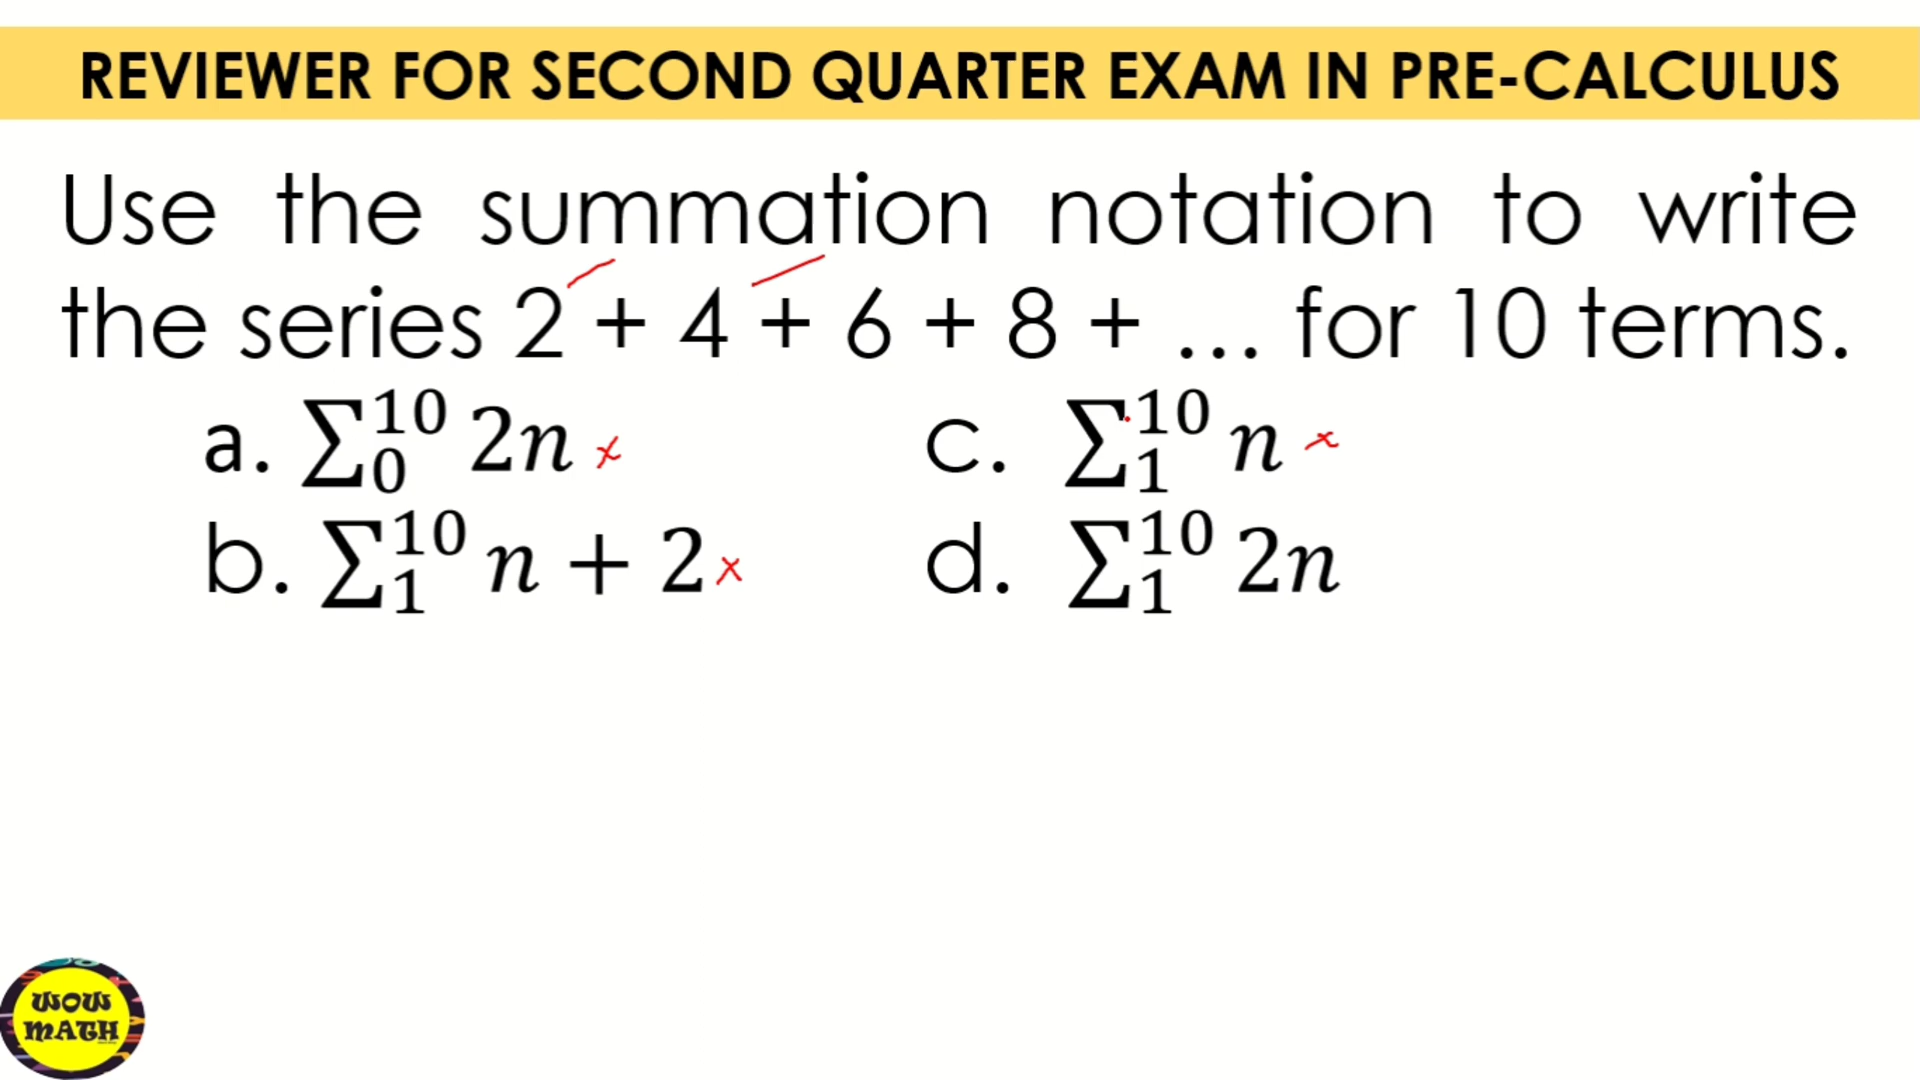 REVIEWER FOR SECOND QUARTER EXAM IN PRE-CALCULUS
Use the summation notation to write
the series 2 + 4 + 6 + 8 + … for 10 terms.
a. ∑₀¹⁰ 2n x
c. ∑₁¹⁰ n x
b. ∑₁¹⁰ n + 2 x
d. ∑₁¹⁰ 2n
WOW
MATH